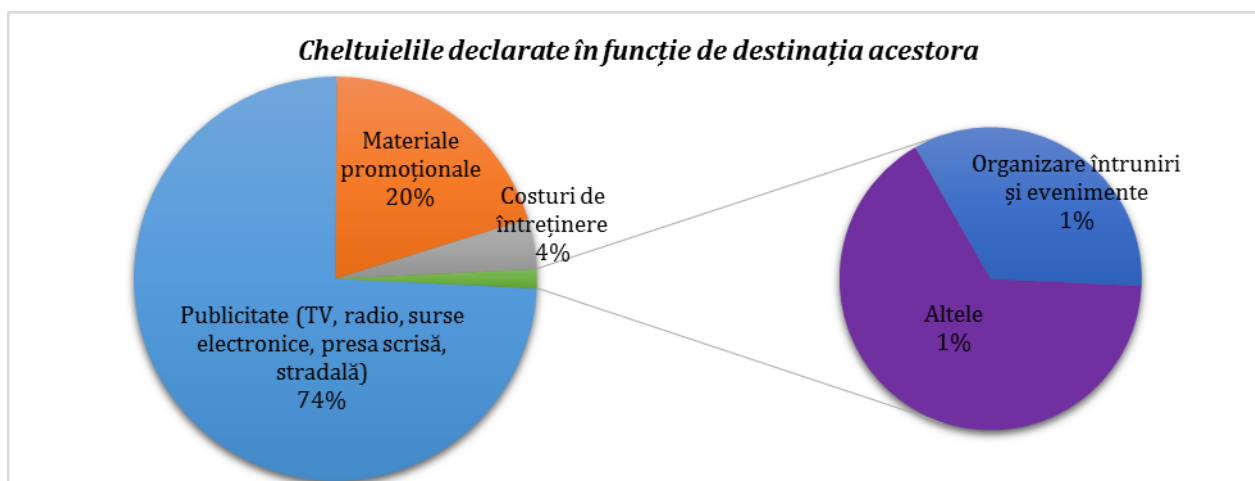 Cheltuielile declarate în funcție de destinația acestora
Materiale
promoționale
20%
Costuri de
întreținere
4%
Publicitate (TV, radio, surse
electronice, presa scrisă,
stradală)
74%
Organizare întruniri
și evenimente
1%
Altele
1%